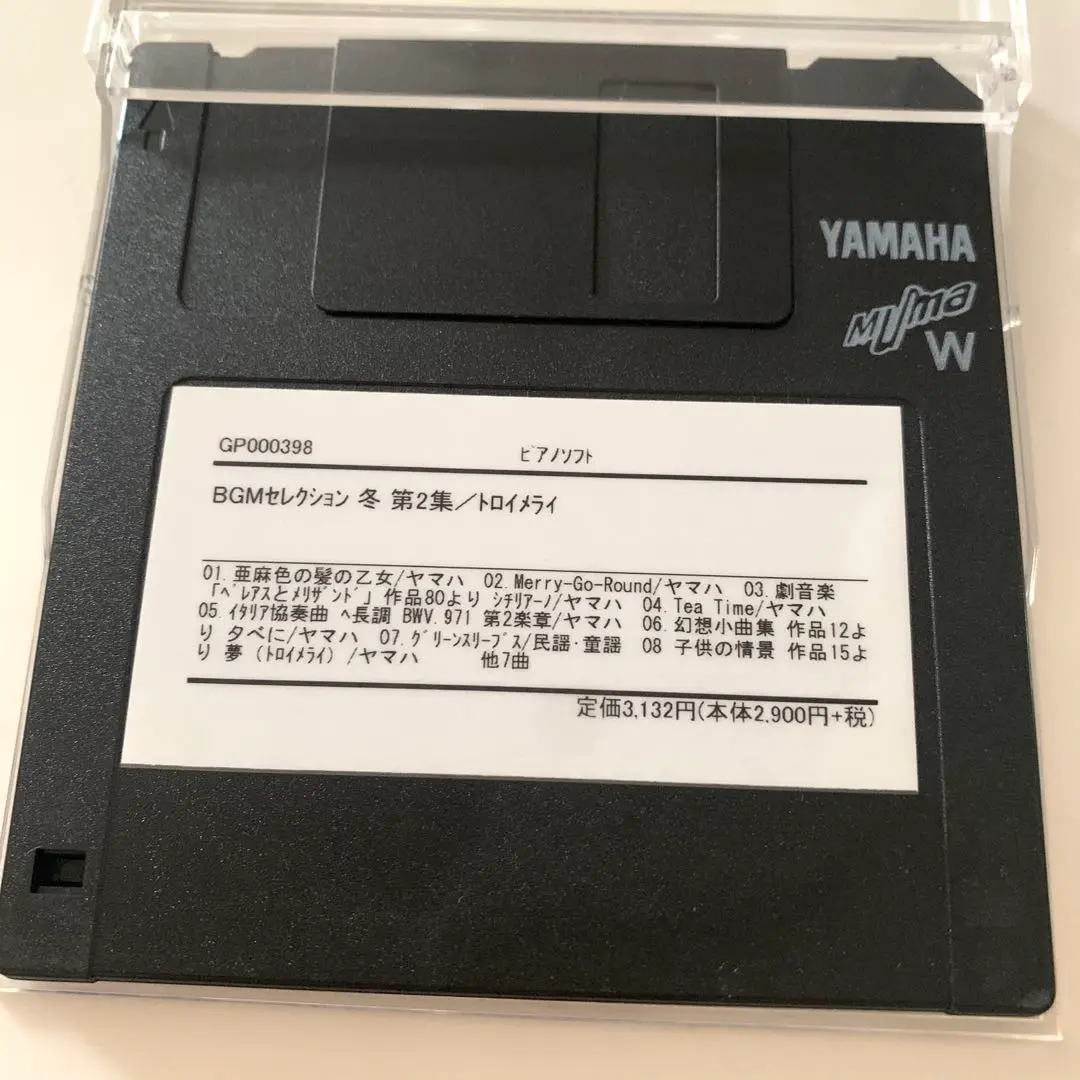 YAMAHA
MUma
W
GP000398 ピアノソフト
BGMセレクション 冬 第2集／トロイメライ
01.亜麻色の髪の乙女/ヤマハ 02.Merry-Go-Round/ヤマハ 03.劇音楽
「ペレアスとメリザンド」作品80より シチリアーノ/ヤマハ 04.Tea Time/ヤマハ
05.イタリア協奏曲 ヘ長調 BWV.971 第2楽章/ヤマハ 06.幻想小曲集 作品12よ
り 夕べに/ヤマハ 07.グリーンスリーブス/民謡・童謡 08 子供の情景 作品15よ
り 夢（トロイメライ）/ヤマハ 他7曲
定価3,132円(本体2,900円+税)